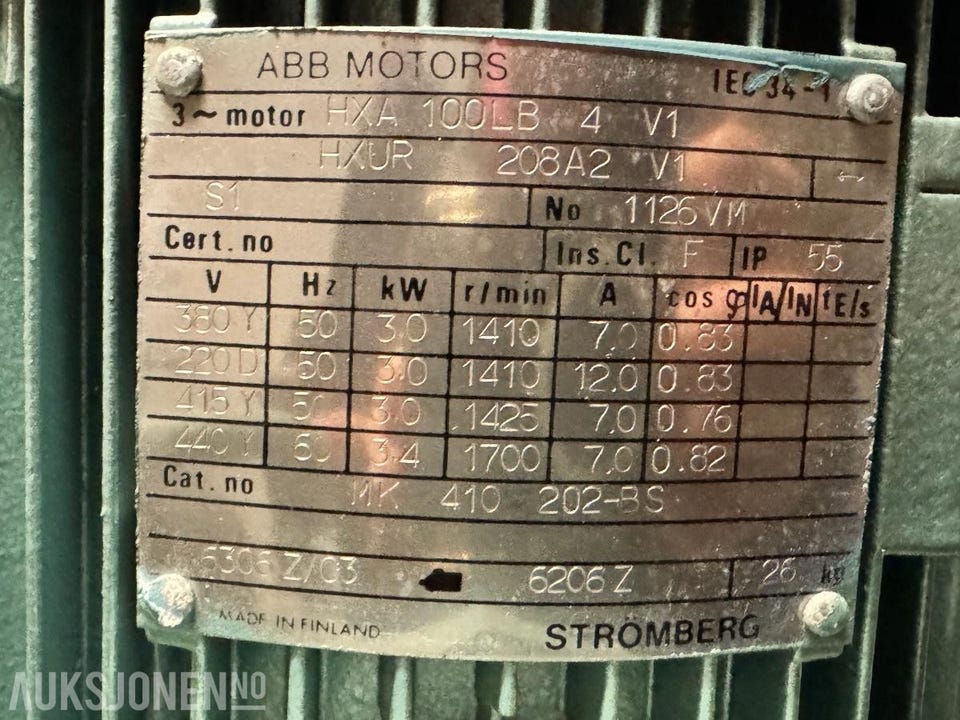 ABB MOTORS IEC 34-1
3~motor HXA 100LB 4 V1
HXUR 208A2 V1
S1 No 1126VM
Cert.no Ins.Cl. F IP 55
V Hz kW r/min A cos φ IA/IN tE/s
380 Y 50 3.0 1410 7.0 0.83
220 D 50 3.0 1410 12.0 0.83
415 Y 50 3.0 1425 7.0 0.76
440 Y 60 3.4 1700 7.0 0.82
Cat.no MK 410 202-BS
6306 Z/C3 6206 Z 26 kg
MADE IN FINLAND STRÖMBERG
AUKSJONEN.NO